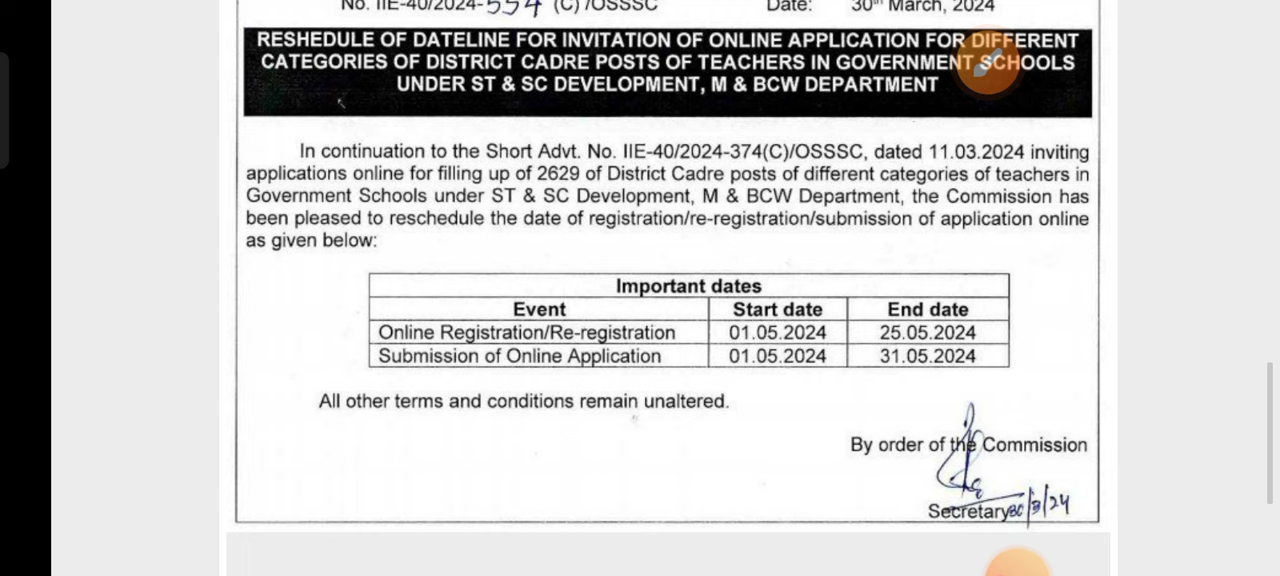 No. IIE-40/2024-554 (C) /OSSSC Date: 30th March, 2024
RESHEDULE OF DATELINE FOR INVITATION OF ONLINE APPLICATION FOR DIFFERENT
CATEGORIES OF DISTRICT CADRE POSTS OF TEACHERS IN GOVERNMENT SCHOOLS
UNDER ST & SC DEVELOPMENT, M & BCW DEPARTMENT
In continuation to the Short Advt. No. IIE-40/2024-374(C)/OSSSC, dated 11.03.2024 inviting
applications online for filling up of 2629 of District Cadre posts of different categories of teachers in
Government Schools under ST & SC Development, M & BCW Department, the Commission has
been pleased to reschedule the date of registration/re-registration/submission of application online
as given below:
Important dates
Event Start date End date
Online Registration/Re-registration 01.05.2024 25.05.2024
Submission of Online Application 01.05.2024 31.05.2024
All other terms and conditions remain unaltered.
By order of the Commission
Secretary 30/3/24